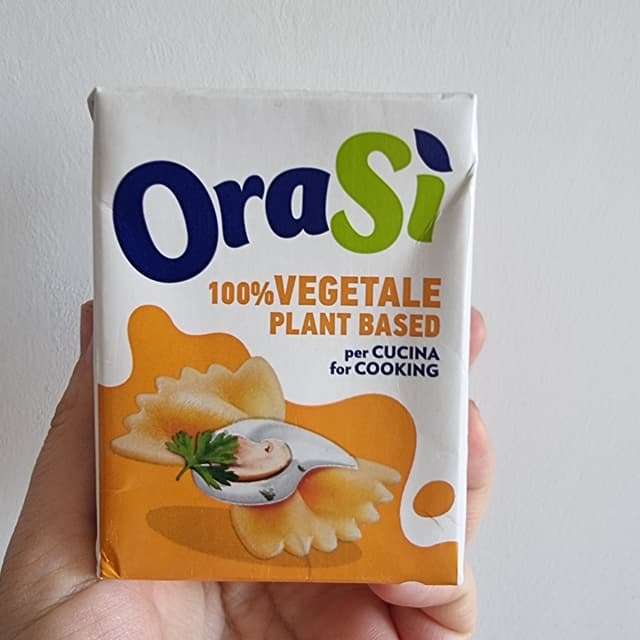 OraSì
100% VEGETALE
PLANT BASED
per CUCINA
for COOKING